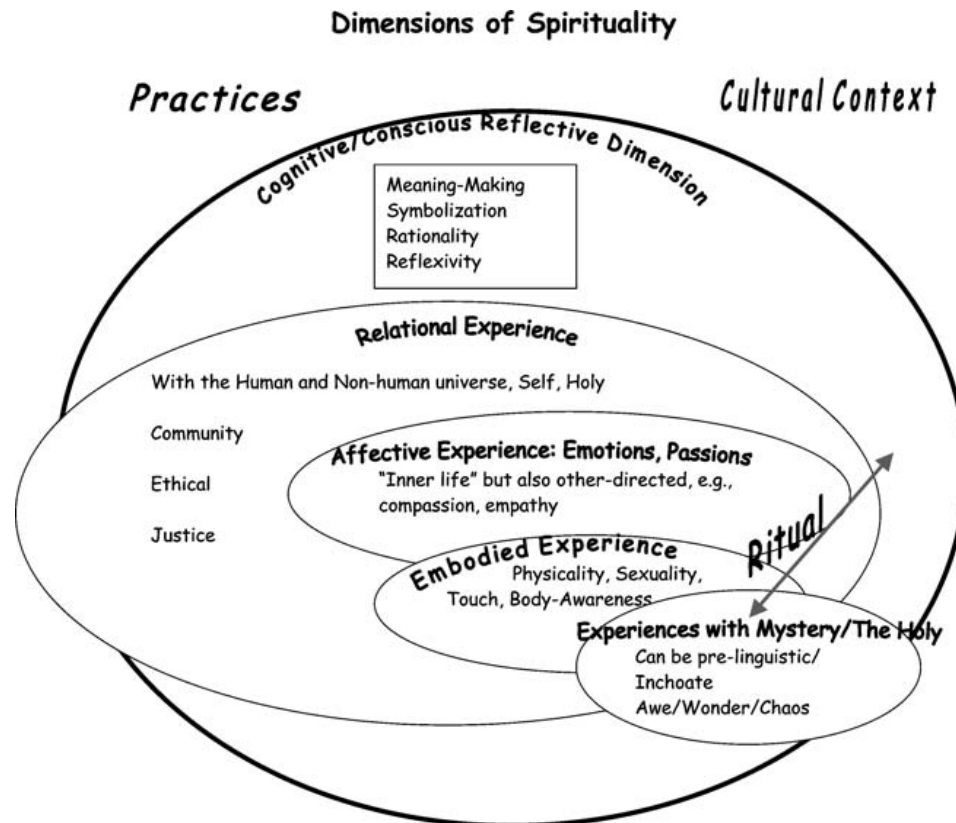 Dimensions of Spirituality
Practices
Cultural Context
Cognitive/Conscious Reflective Dimension
Meaning-Making
Symbolization
Rationality
Reflexivity
Relational Experience
With the Human and Non-human universe, Self, Holy
Community
Ethical
Justice
Affective Experience: Emotions, Passions
"Inner life" but also other-directed, e.g.,
compassion, empathy
Embodied Experience
Physicality, Sexuality,
Touch, Body-Awareness
Ritual
Experiences with Mystery/The Holy
Can be pre-linguistic/
Inchoate
Awe/Wonder/Chaos